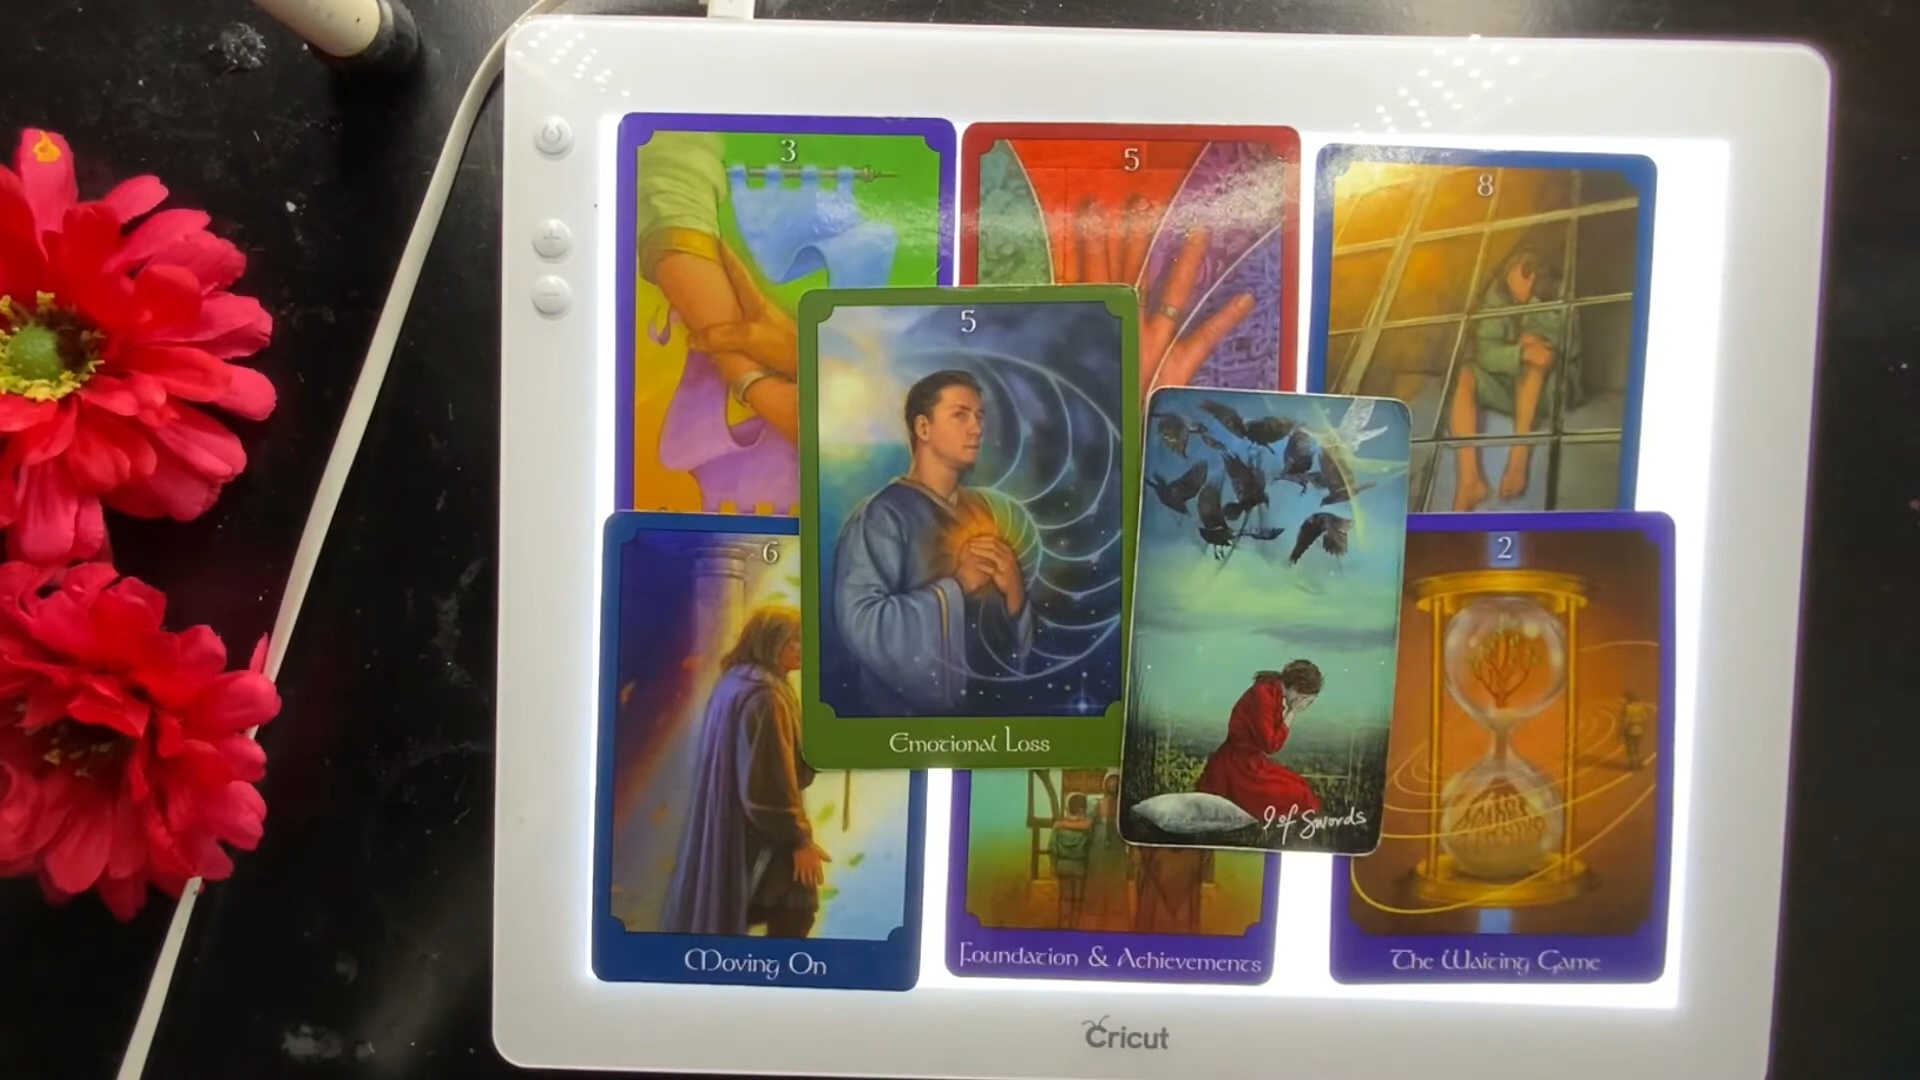 3
5
8
5
6
Emotional Loss
9 of Swords
2
Moving On
Foundation & Achievements
The Waiting Game
Cricut